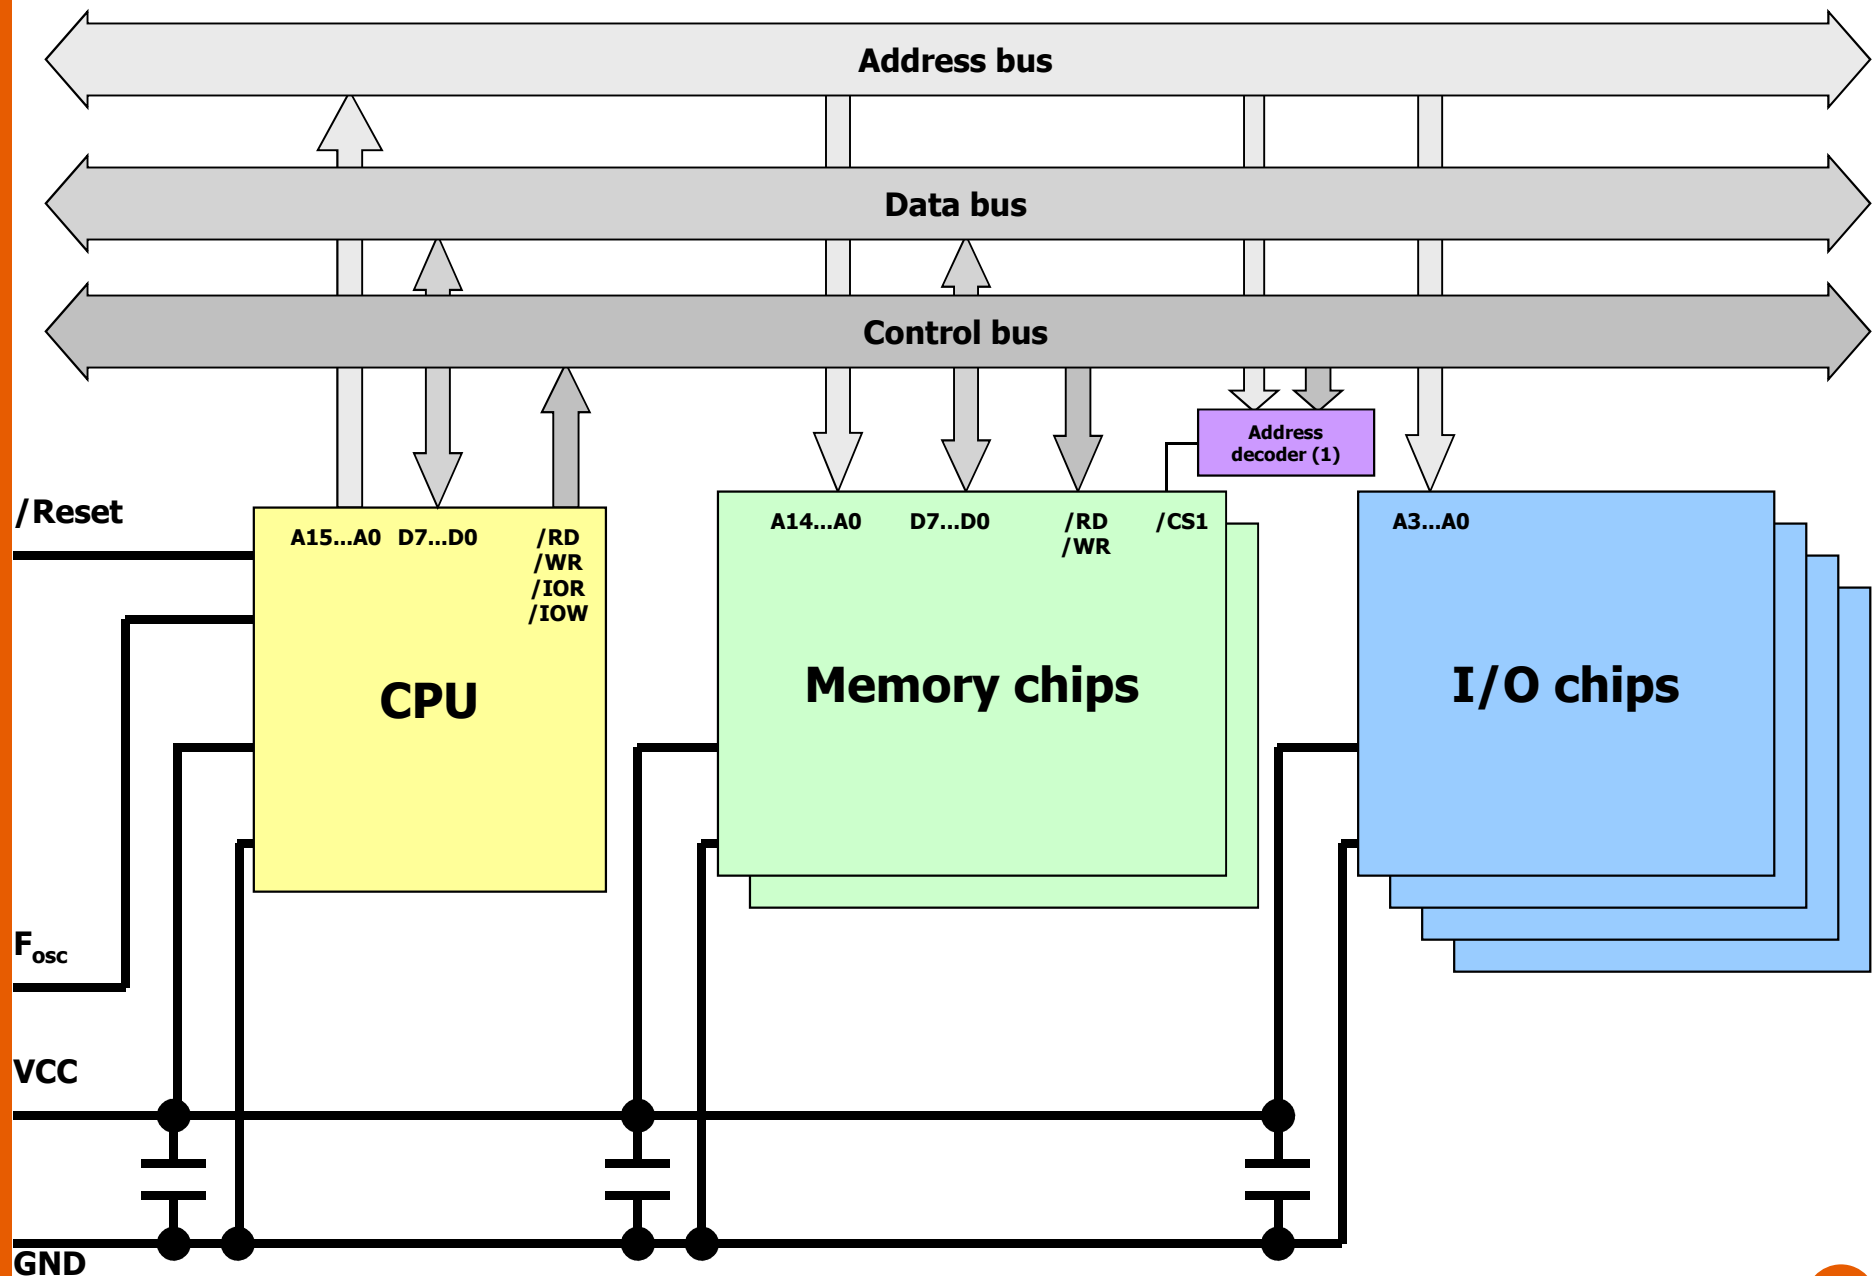 Address bus
Data bus
Control bus
Address
decoder (1)
/Reset
A15...A0 D7...D0 /RD
/WR
/IOR
/IOW
A14...A0 D7...D0 /RD /CS1
/WR
A3...A0
CPU
Memory chips
I/O chips
Fosc
VCC
GND